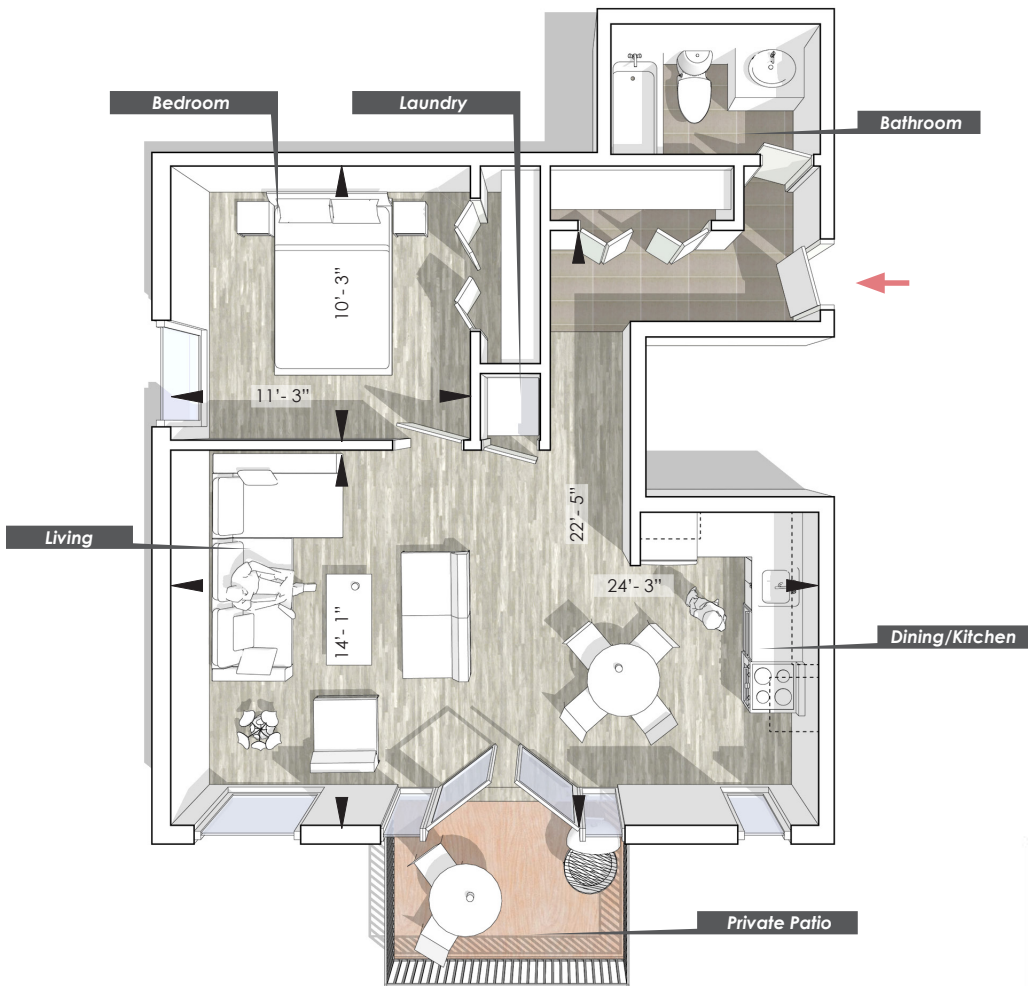 Bedroom
Laundry
Bathroom
10'- 3"
11'- 3"
22'- 5"
Living
24'- 3"
14'- 1"
Dining/Kitchen
Private Patio